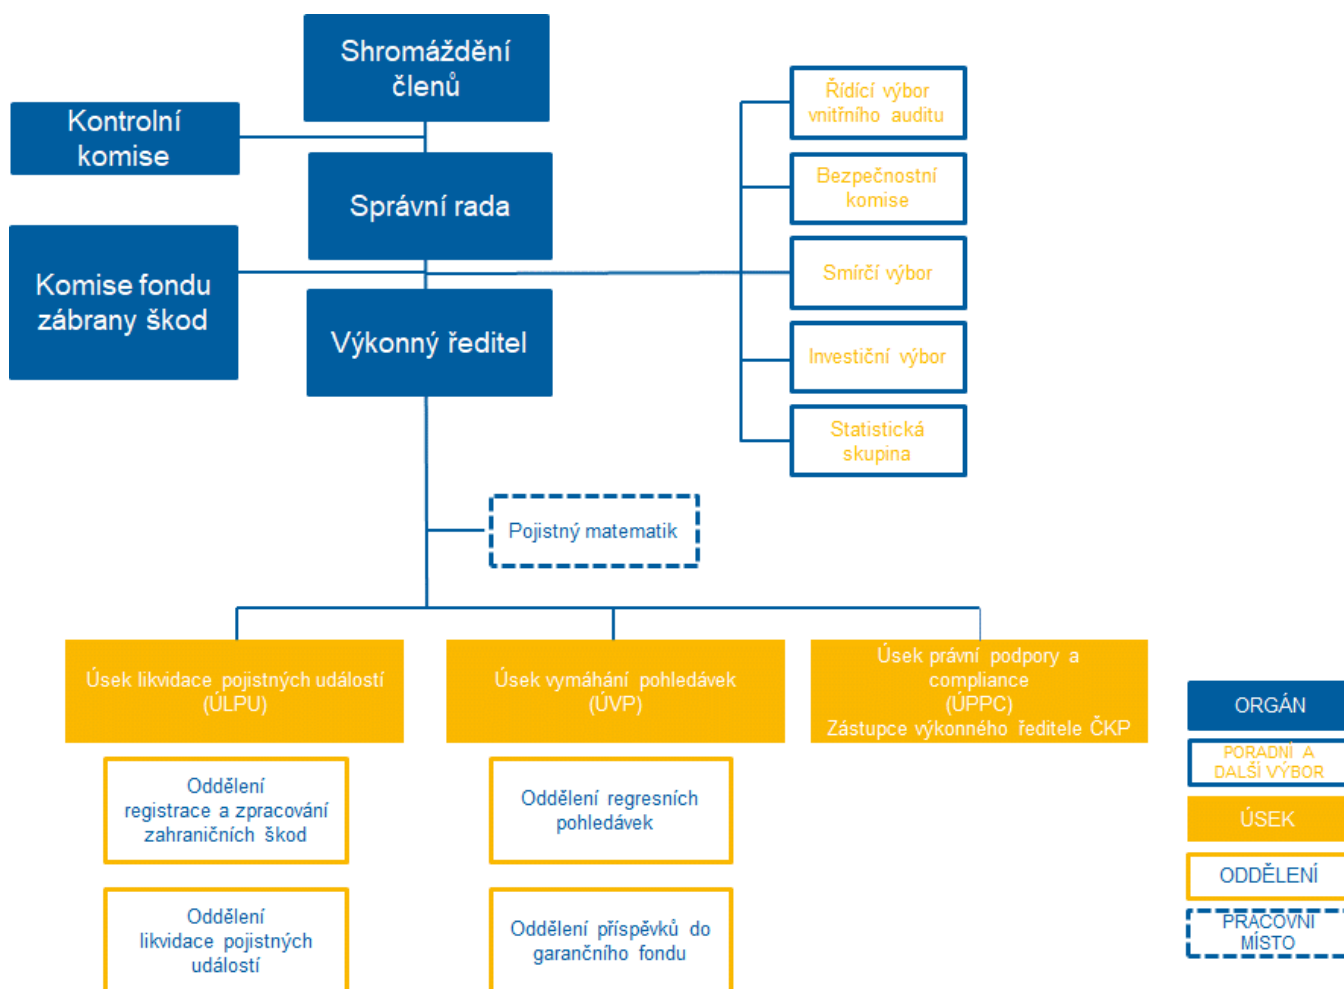 Shromáždění
členů
Kontrolní
komise
Správní rada
Komise fondu
zábrany škod
Výkonný ředitel
Řídící výbor
vnitřního auditu
Bezpečnostní
komise
Smírčí výbor
Investiční výbor
Statistická
skupina
Pojistný matematik
Úsek likvidace pojistných událostí
(ÚLPU)
Úsek vymáhání pohledávek
(ÚVP)
Úsek právní podpory a
compliance
(ÚPPC)
Zástupce výkonného ředitele ČKP
Oddělení
registrace a zpracování
zahraničních škod
Oddělení regresních
pohledávek
Oddělení
likvidace pojistných
událostí
Oddělení příspěvků do
garančního fondu
ORGÁN
PORADNÍ A
DALŠÍ VÝBOR
ÚSEK
ODDĚLENÍ
PRACOVNÍ
MÍSTO